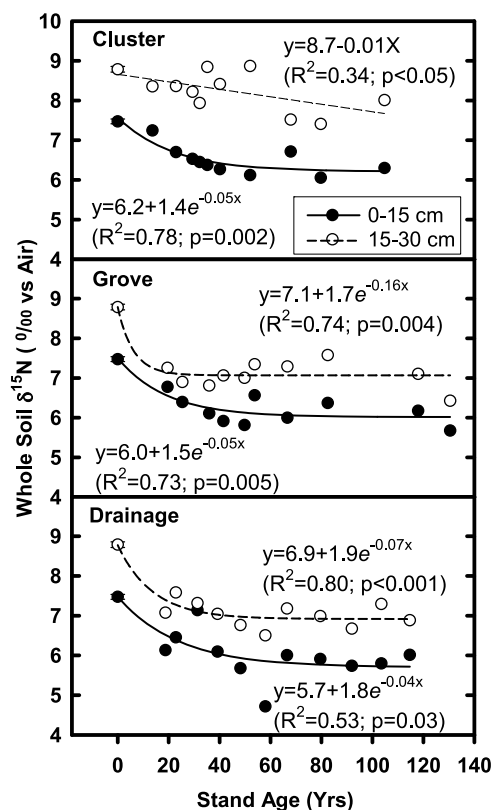 Whole Soil δ15N ( 0/00 vs Air)
10
9
8
7
6
5
4
Cluster
y=8.7-0.01X
(R2=0.34; p<0.05)
y=6.2+1.4e-0.05x
(R2=0.78; p=0.002)
0-15 cm
15-30 cm
9
8
7
6
5
4
Grove
y=7.1+1.7e-0.16x
(R2=0.74; p=0.004)
y=6.0+1.5e-0.05x
(R2=0.73; p=0.005)
9
8
7
6
5
4
Drainage
y=6.9+1.9e-0.07x
(R2=0.80; p<0.001)
y=5.7+1.8e-0.04x
(R2=0.53; p=0.03)
0 20 40 60 80 100 120 140
Stand Age (Yrs)